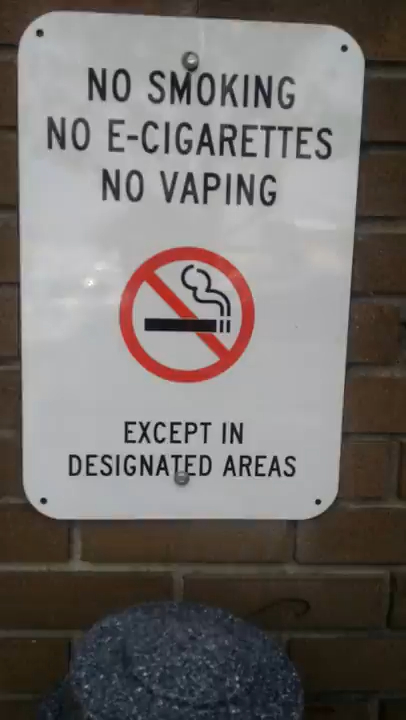 NO SMOKING
NO E-CIGARETTES
NO VAPING
EXCEPT IN
DESIGNATED AREAS